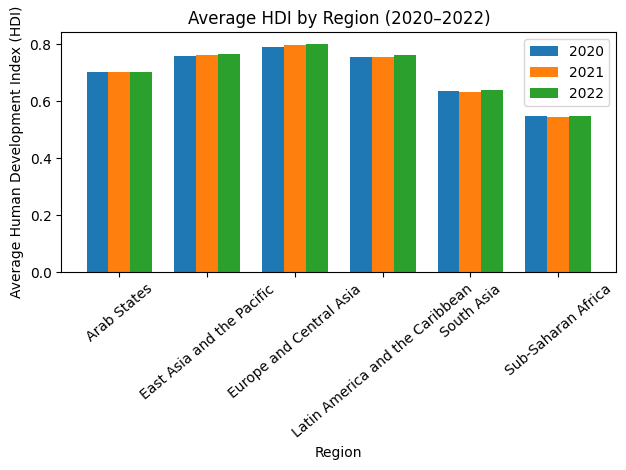 Average HDI by Region (2020–2022)
Average Human Development Index (HDI)
0.8
0.6
0.4
0.2
0.0
2020
2021
2022
Arab States
East Asia and the Pacific
Europe and Central Asia
Latin America and the Caribbean
South Asia
Sub-Saharan Africa
Region